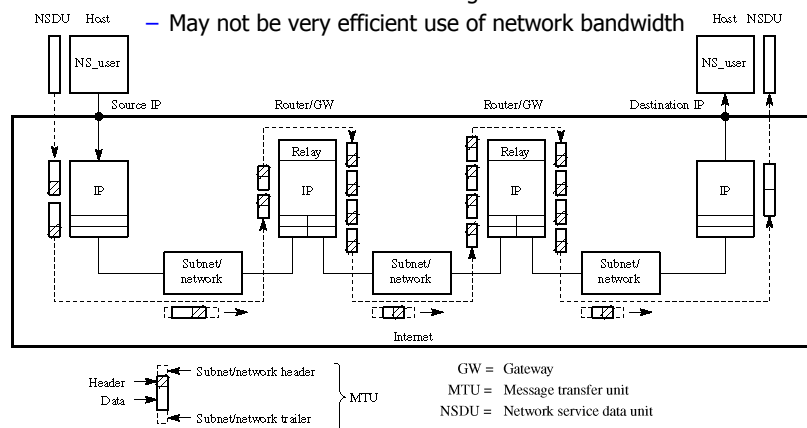 – May not be very efficient use of network bandwidth
NSDU Host
Host NSDU
NS_user
NS_user
Source IP
Router/GW
Router/GW
Destination IP
Relay
Relay
IP
IP
IP
IP
Subnet/
network
Subnet/
network
Subnet/
network
Internet
Subnet/network header
Header
Data
MTU
Subnet/network trailer
GW = Gateway
MTU = Message transfer unit
NSDU = Network service data unit